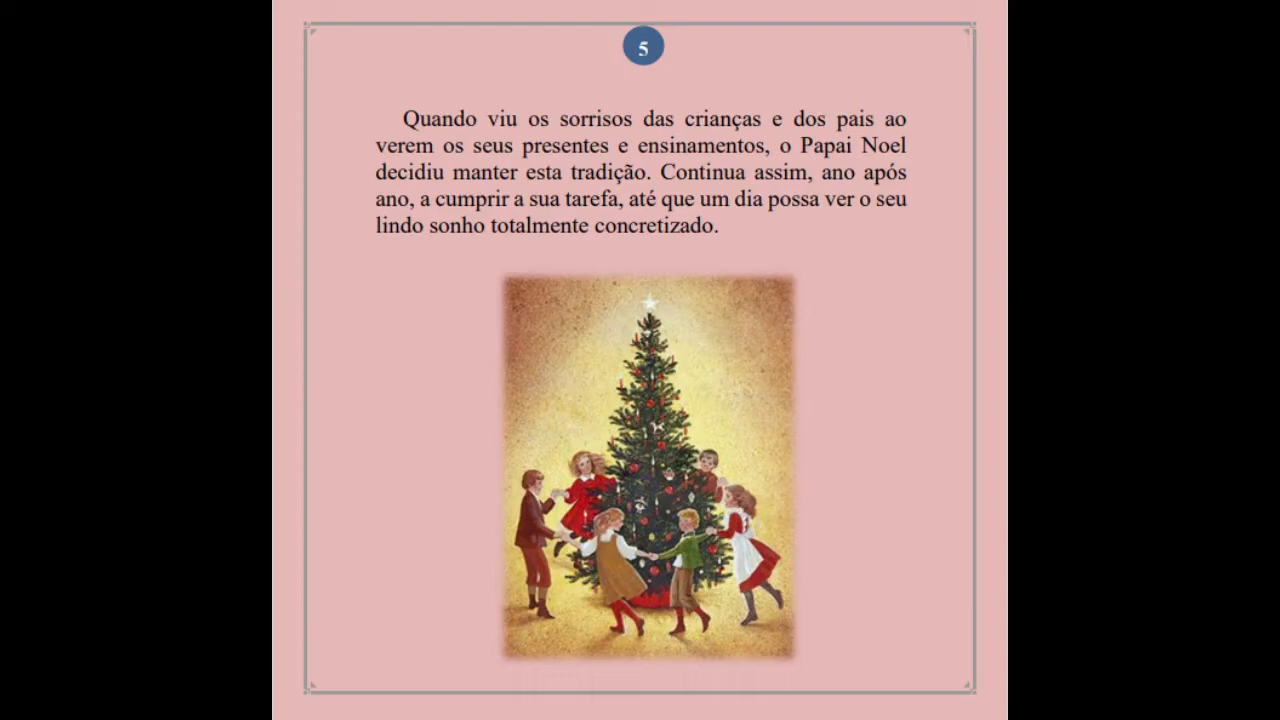 5
Quando viu os sorrisos das crianças e dos pais ao
verem os seus presentes e ensinamentos, o Papai Noel
decidiu manter esta tradição. Continua assim, ano após
ano, a cumprir a sua tarefa, até que um dia possa ver o seu
lindo sonho totalmente concretizado.